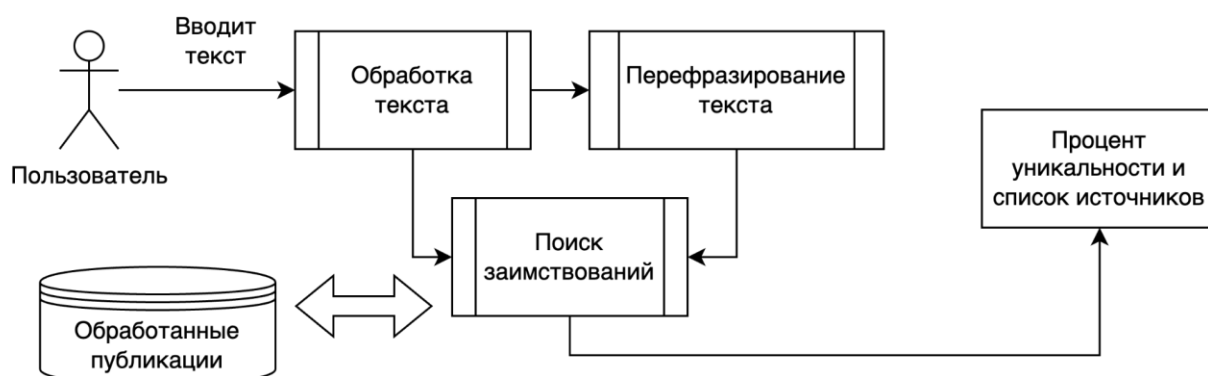 Вводит
текст
Пользователь
Обработка
текста
Перефразирование
текста
Процент
уникальности и
список источников
Поиск
заимствований
Обработанные
публикации